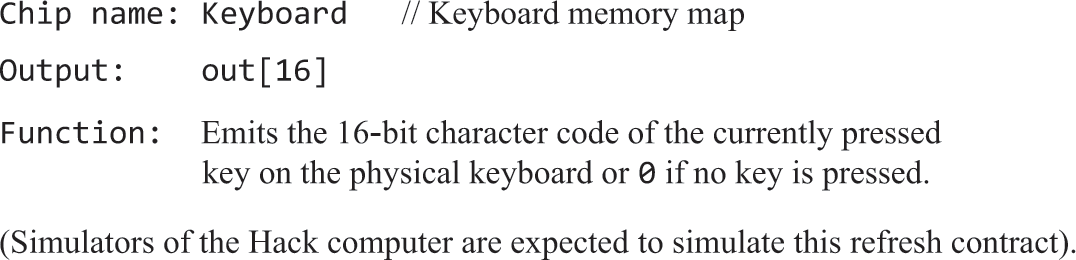 Chip name: Keyboard // Keyboard memory map
Output: out[16]
Function: Emits the 16-bit character code of the currently pressed
key on the physical keyboard or 0 if no key is pressed.
(Simulators of the Hack computer are expected to simulate this refresh contract).